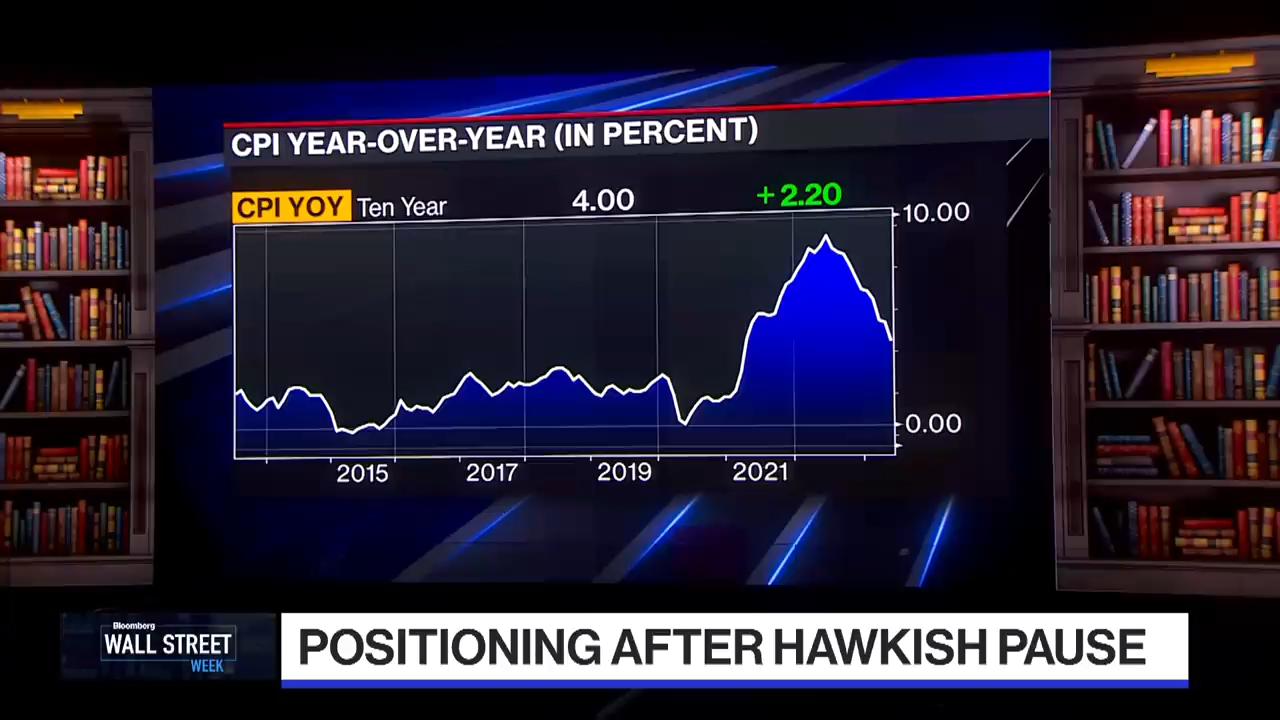 CPI YEAR-OVER-YEAR (IN PERCENT)
CPI YOY Ten Year 4.00 +2.20
10.00
0.00
2015 2017 2019 2021
Bloomberg
WALL STREET
WEEK
POSITIONING AFTER HAWKISH PAUSE